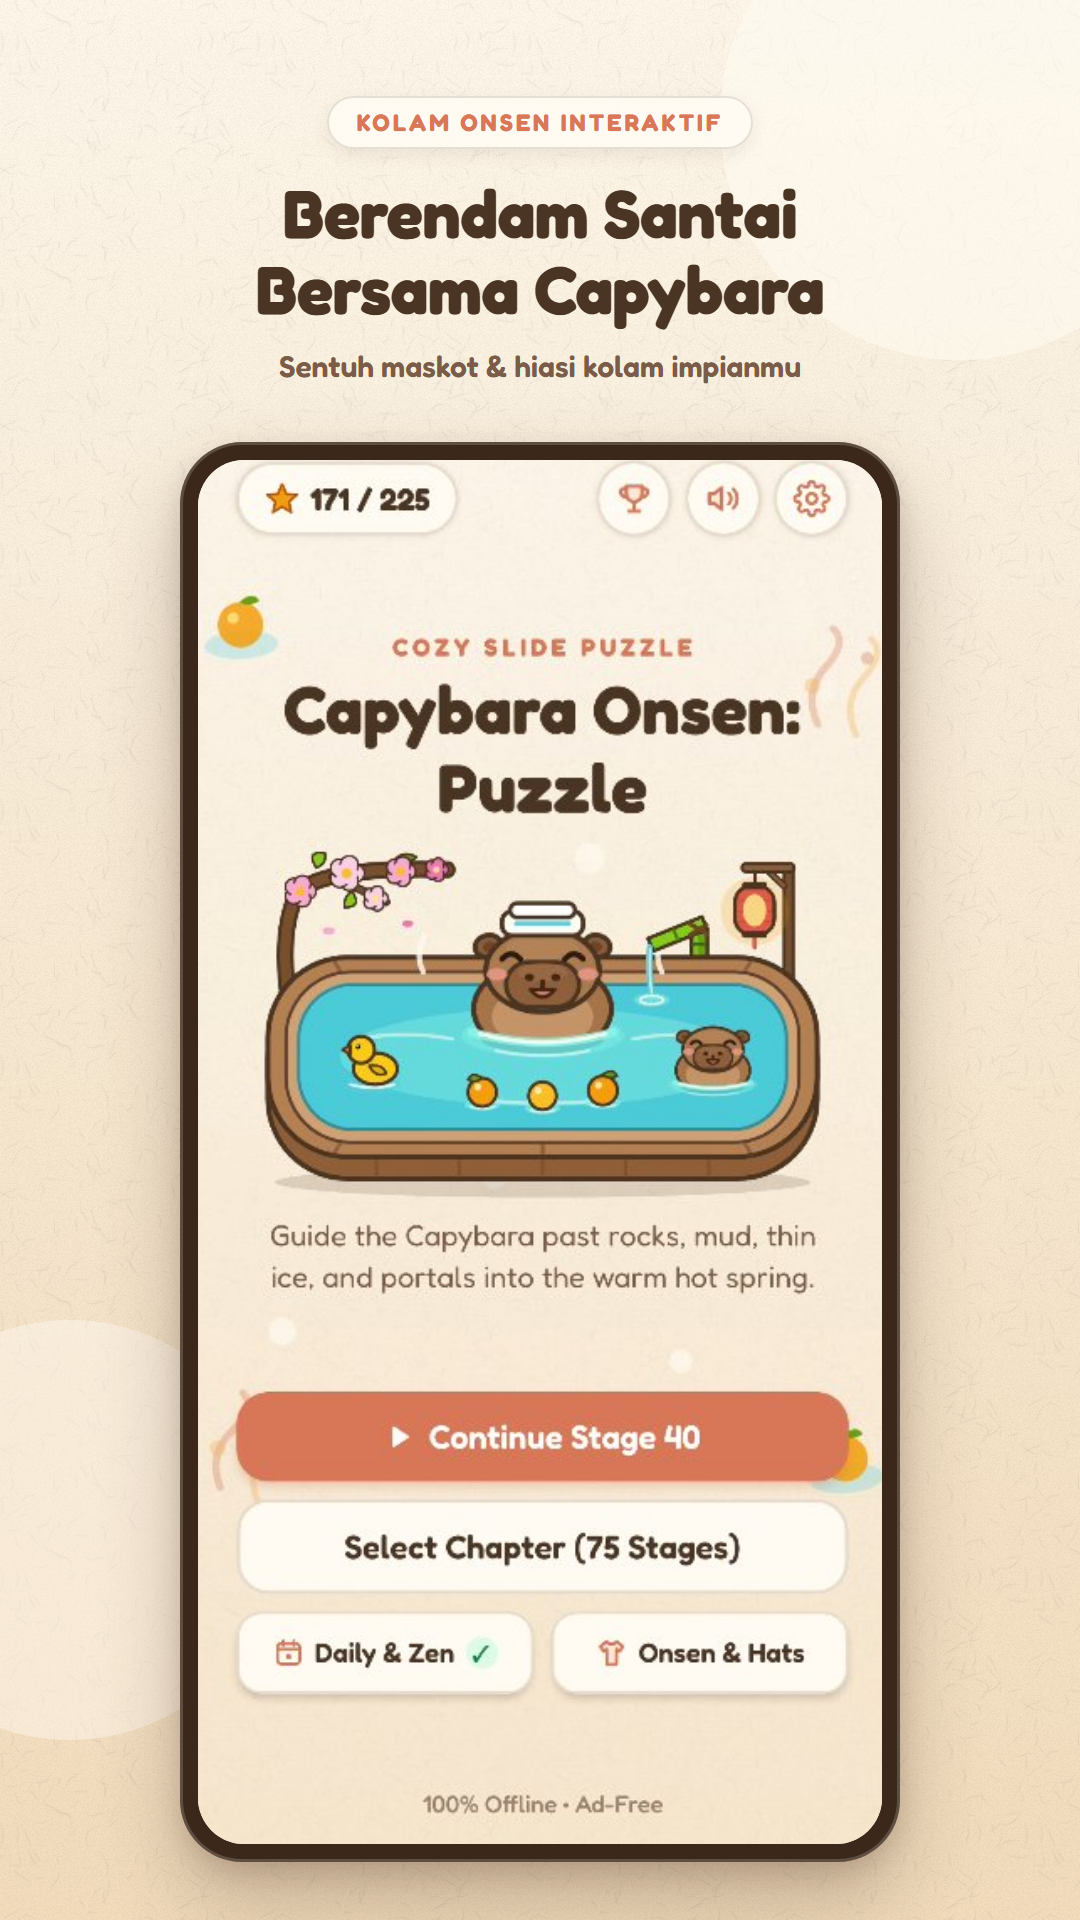 KOLAM ONSEN INTERAKTIF
Berendam Santai
Bersama Capybara
Sentuh maskot & hiasi kolam impianmu
171 / 225
COZY SLIDE PUZZLE
Capybara Onsen:
Puzzle
Guide the Capybara past rocks, mud, thin
ice, and portals into the warm hot spring.
Continue Stage 40
Select Chapter (75 Stages)
Daily & Zen ✓
Onsen & Hats
100% Offline • Ad-Free